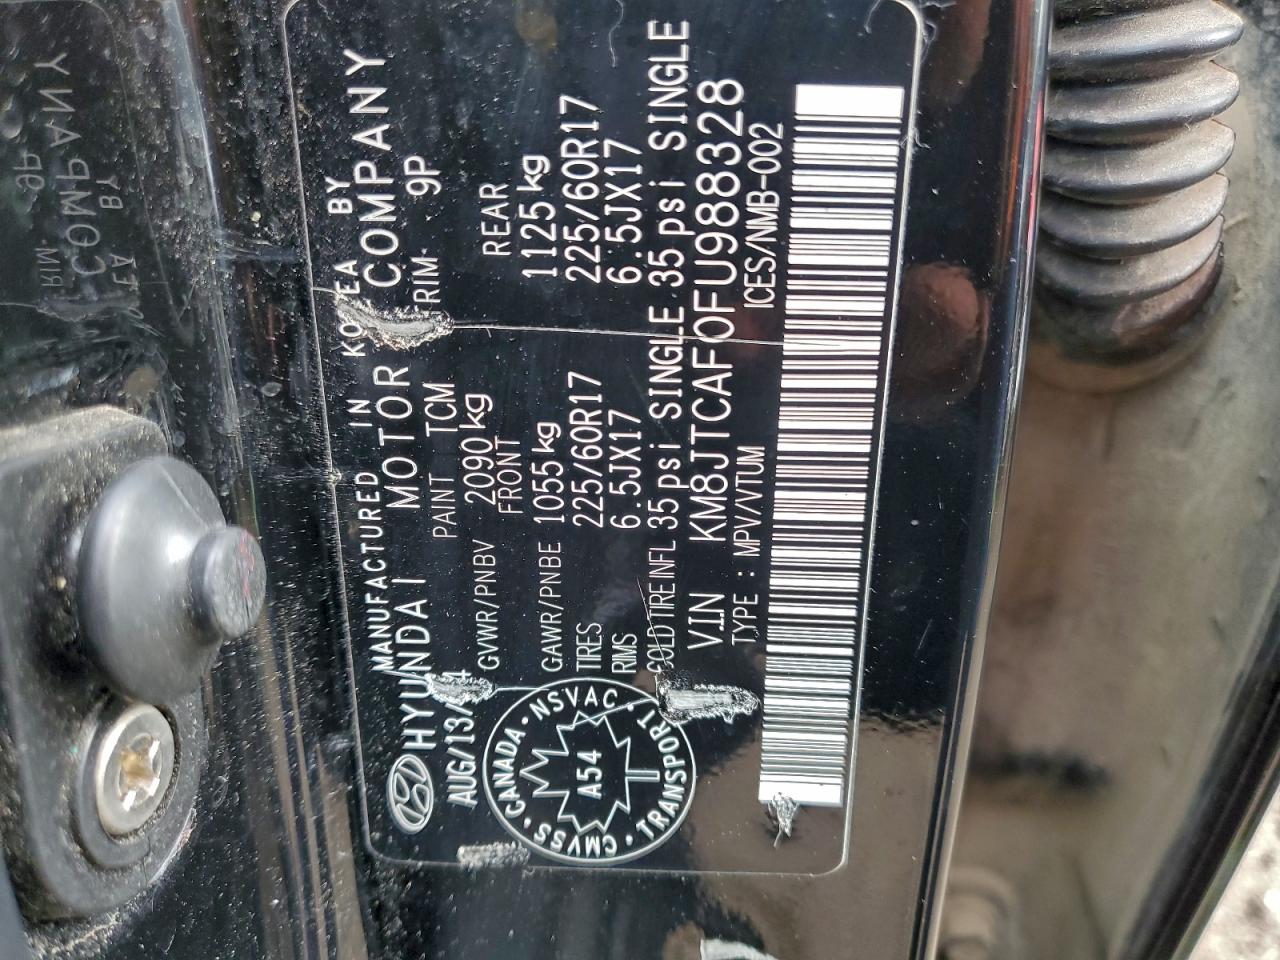 MANUFACTURED IN KOREA BY
HYUNDAI MOTOR COMPANY
AUG/13/14 PAINT TCM TRIM 9P
GVWR/PNBV 2090 kg
FRONT REAR
GAWR/PNBE 1055 kg 1125 kg
TIRES 225/60R17 225/60R17
RIMS 6.5JX17 6.5JX17
COLD TIRE INFL 35 psi SINGLE 35 psi SINGLE
V.I.N KM8JTCAF0FU988328
TYPE : MPV/VTUM ICES/NMB-002
CANADA · NSVAC
A54
CMVSS · TRANSPORT